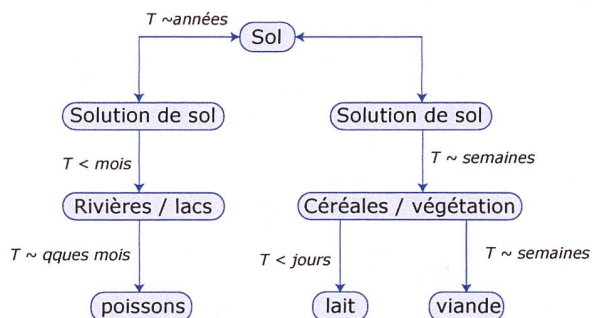 T ~années
Sol
Solution de sol
Solution de sol
T < mois
T ~ semaines
Rivières / lacs
Céréales / végétation
T ~ qques mois
T < jours
T ~ semaines
poissons
lait
viande